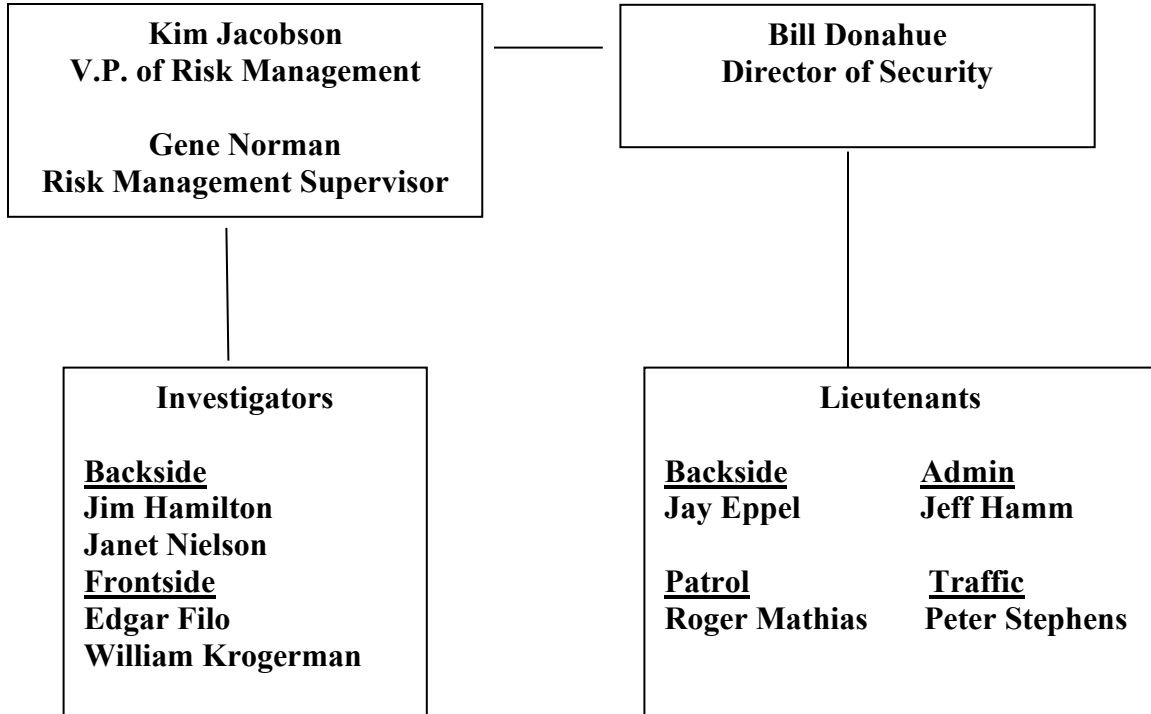 Kim Jacobson
V.P. of Risk Management
Gene Norman
Risk Management Supervisor
Bill Donahue
Director of Security
Investigators
Backside
Jim Hamilton
Janet Nielson
Frontside
Edgar Filo
William Krogerman
Lieutenants
Backside Admin
Jay Eppel Jeff Hamm
Patrol Traffic
Roger Mathias Peter Stephens